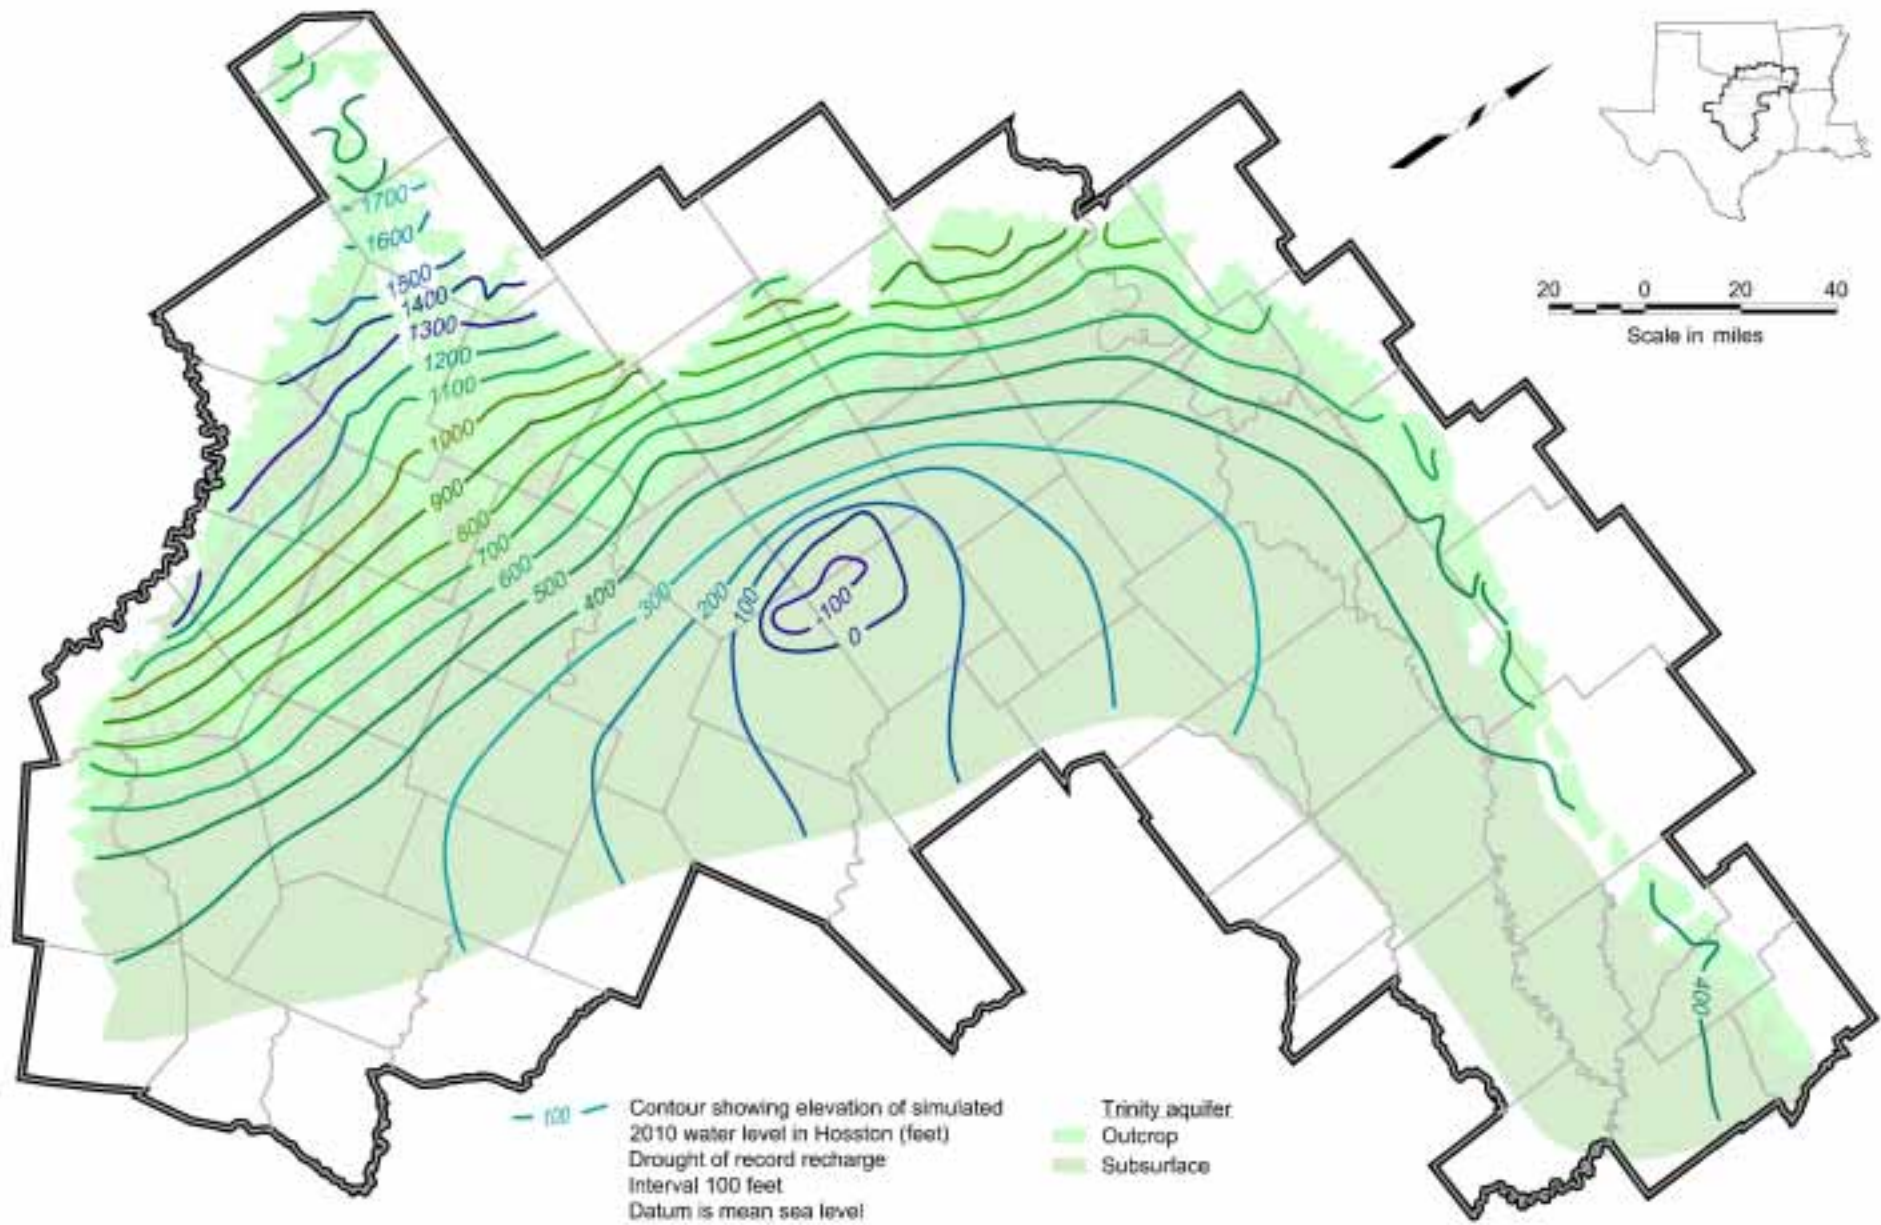 1700
1600
1500
1400
1300
1200
1100
1000
900
800
700
600
500
400
300
200
100
-100
0
400
20 0 20 40
Scale in miles
100
Contour showing elevation of simulated
2010 water level in Hosston (feet)
Drought of record recharge
Interval 100 feet
Datum is mean sea level
Trinity aquifer
Outcrop
Subsurface